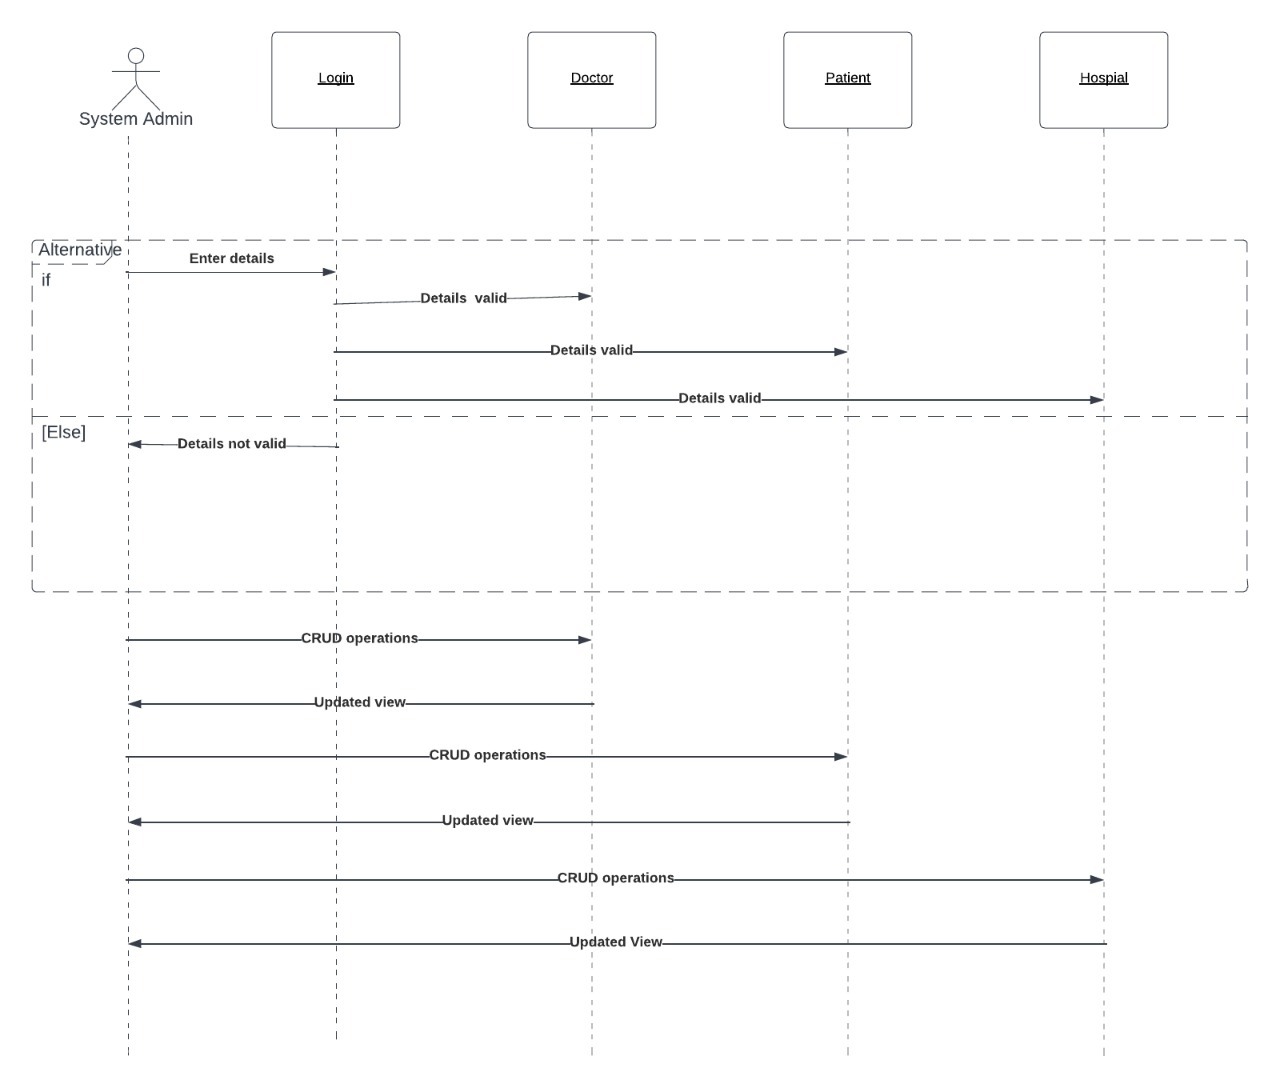 System Admin
Login
Doctor
Patient
Hospial
Alternative
if
Enter details
Details  valid
Details valid
Details valid
[Else]
Details not valid
CRUD operations
Updated view
CRUD operations
Updated view
CRUD operations
Updated View